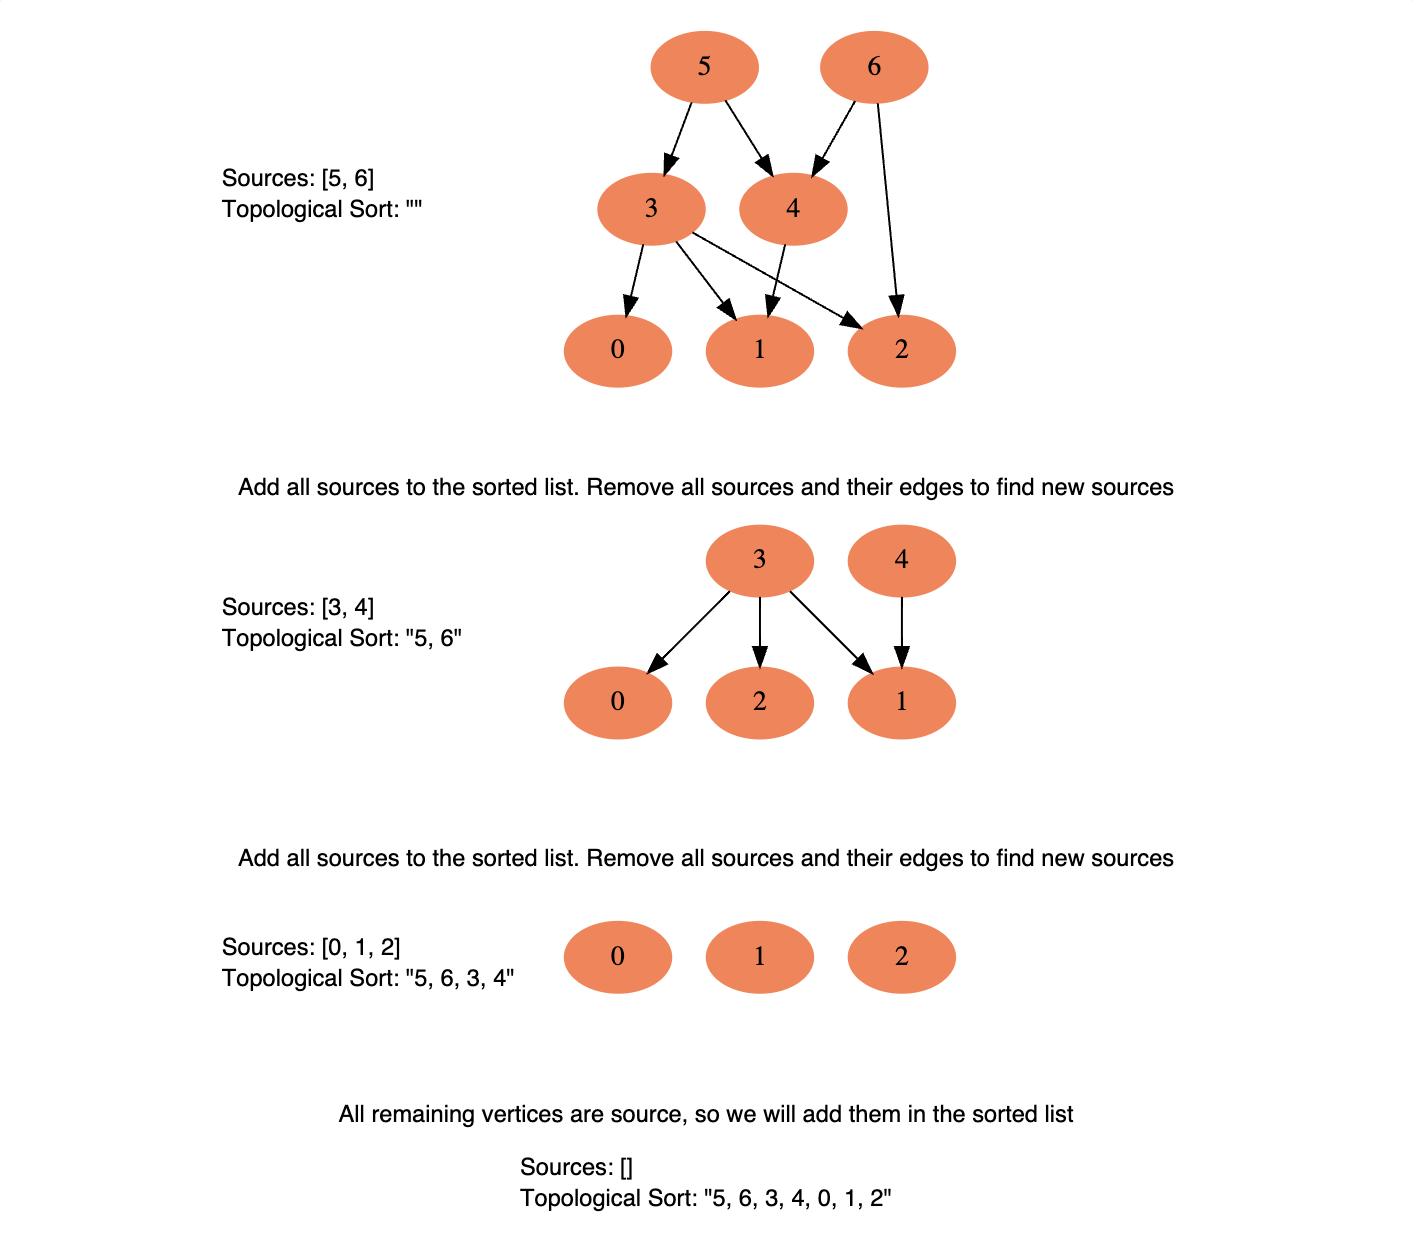 5 6
Sources: [5, 6]
Topological Sort: ""
3 4
0 1 2
Add all sources to the sorted list. Remove all sources and their edges to find new sources
3 4
Sources: [3, 4]
Topological Sort: "5, 6"
0 2 1
Add all sources to the sorted list. Remove all sources and their edges to find new sources
Sources: [0, 1, 2]
Topological Sort: "5, 6, 3, 4"
0 1 2
All remaining vertices are source, so we will add them in the sorted list
Sources: []
Topological Sort: "5, 6, 3, 4, 0, 1, 2"